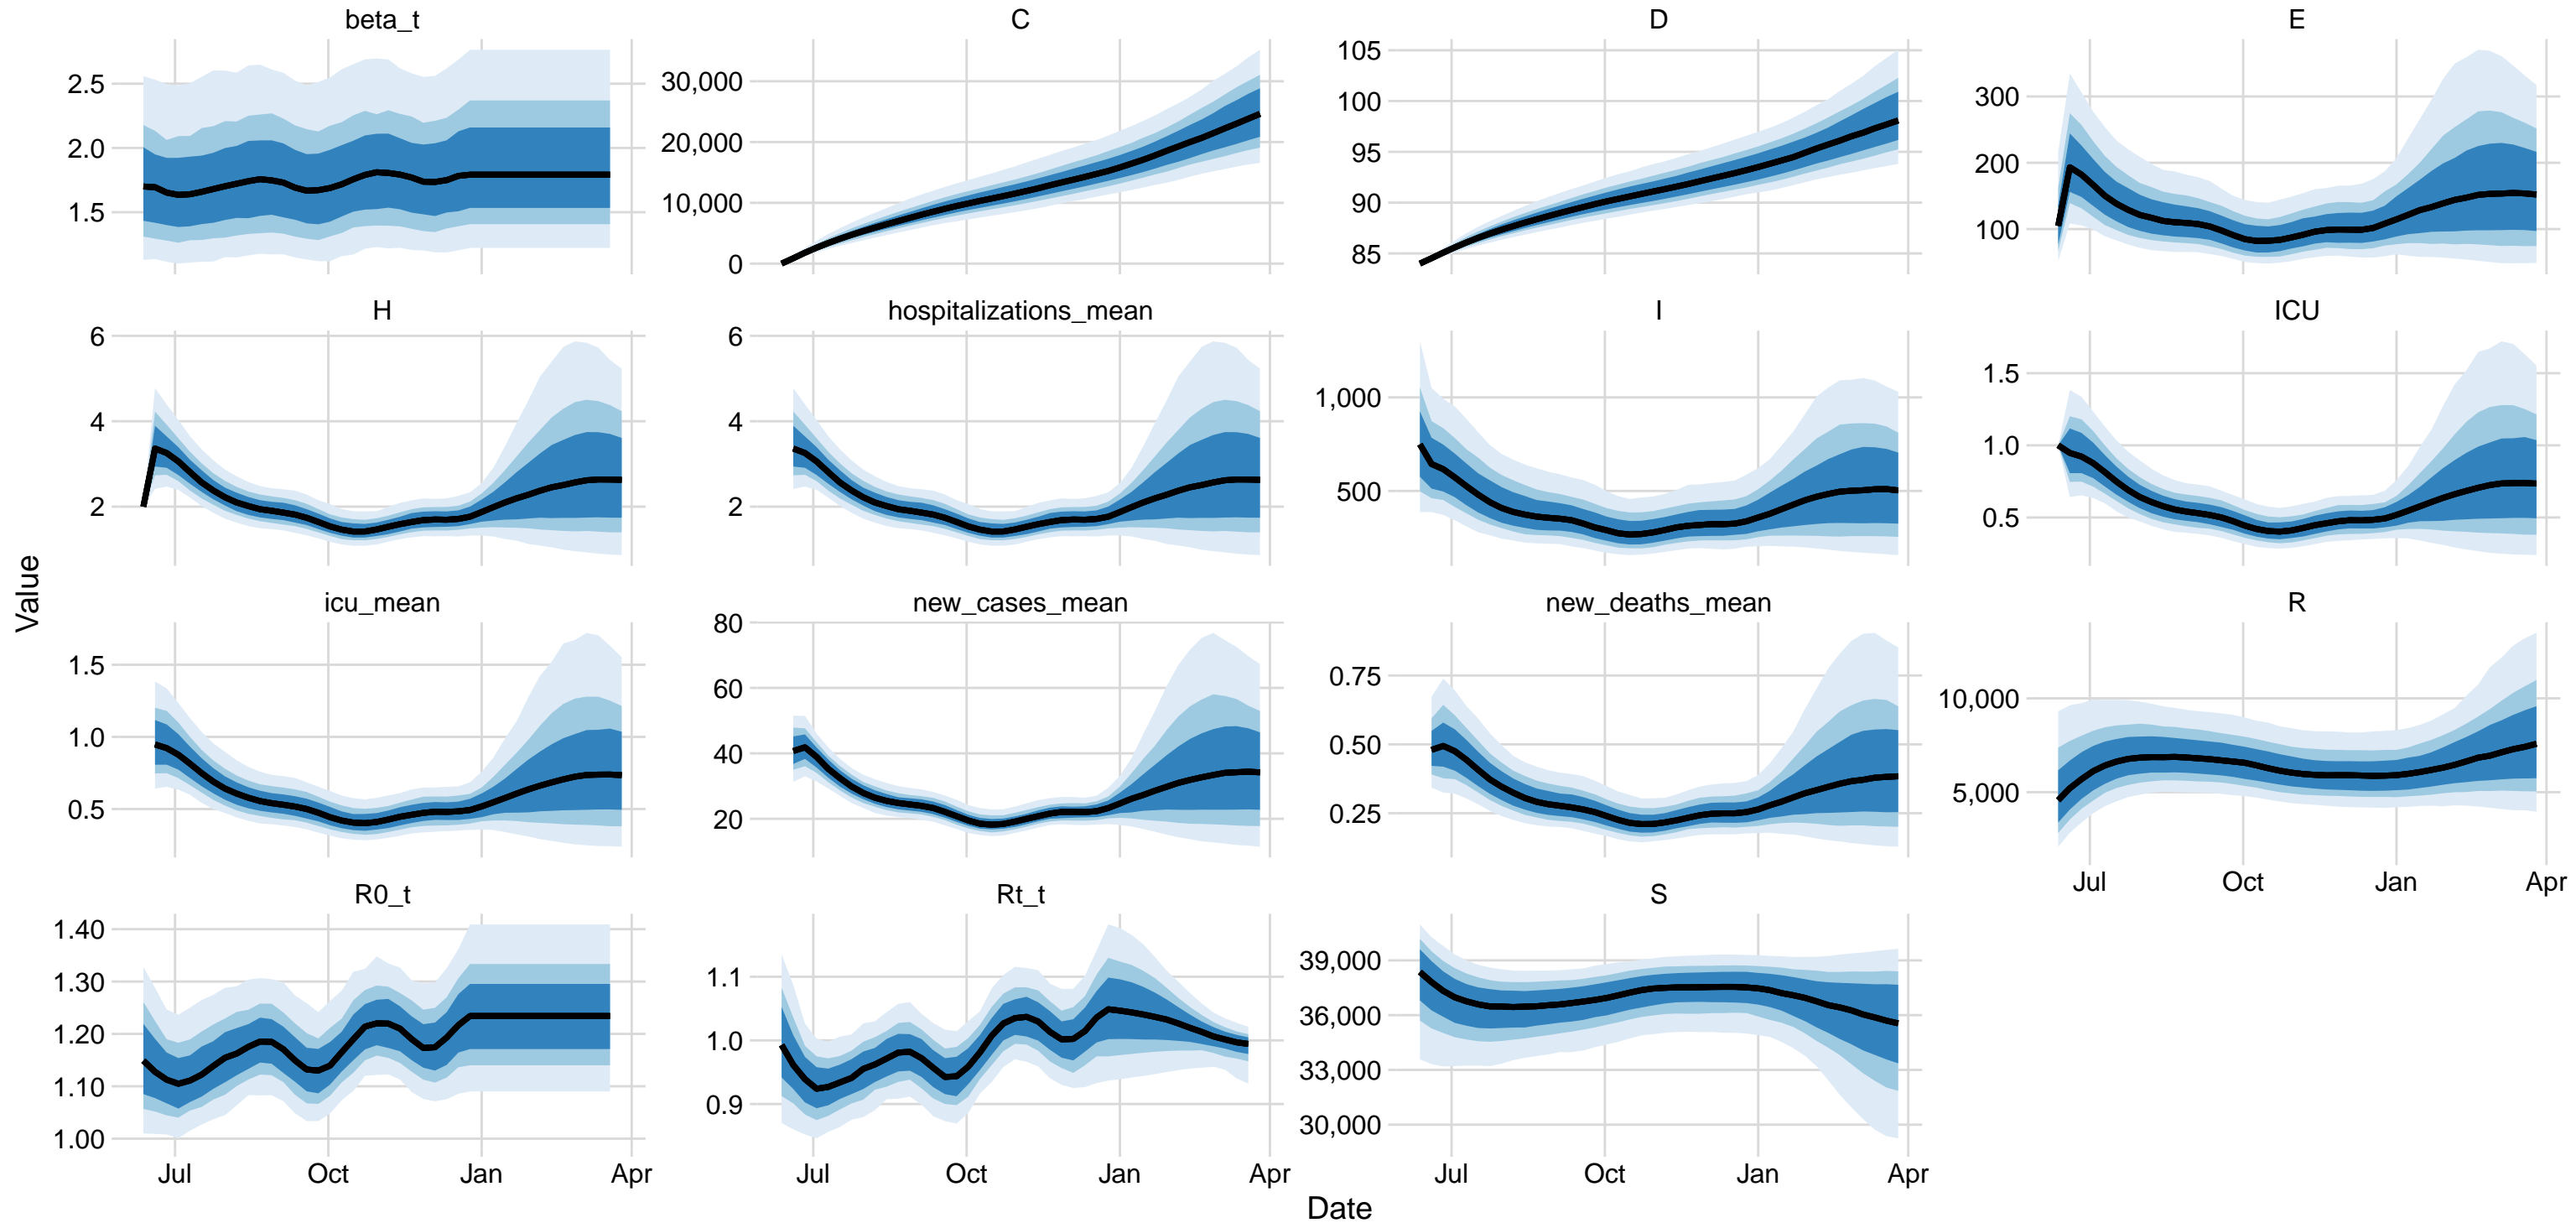 beta_t
C
D
E
2.5
2.0
1.5
30,000
20,000
10,000
0
105
100
95
90
85
300
200
100
H
hospitalizations_mean
I
ICU
6
4
2
6
4
2
1,000
500
1.5
1.0
0.5
Value
icu_mean
new_cases_mean
new_deaths_mean
R
1.5
1.0
0.5
80
60
40
20
0.75
0.50
0.25
10,000
5,000
Jul Oct Jan Apr
R0_t
Rt_t
S
1.40
1.30
1.20
1.10
1.00
1.1
1.0
0.9
39,000
36,000
33,000
30,000
Jul Oct Jan Apr
Jul Oct Jan Apr
Jul Oct Jan Apr
Date